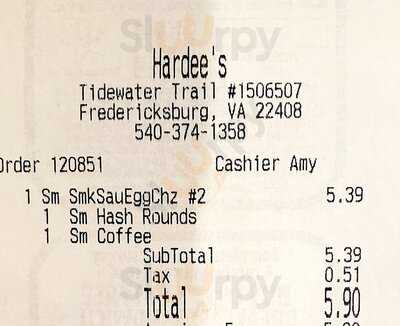 Hardee's
Tidewater Trail #1506507
Fredericksburg, VA 22408
540-374-1358
Order 120851 Cashier Amy
1 Sm SmkSauEggChz #2 5.39
1 Sm Hash Rounds
1 Sm Coffee
SubTotal 5.39
Tax 0.51
Total 5.90